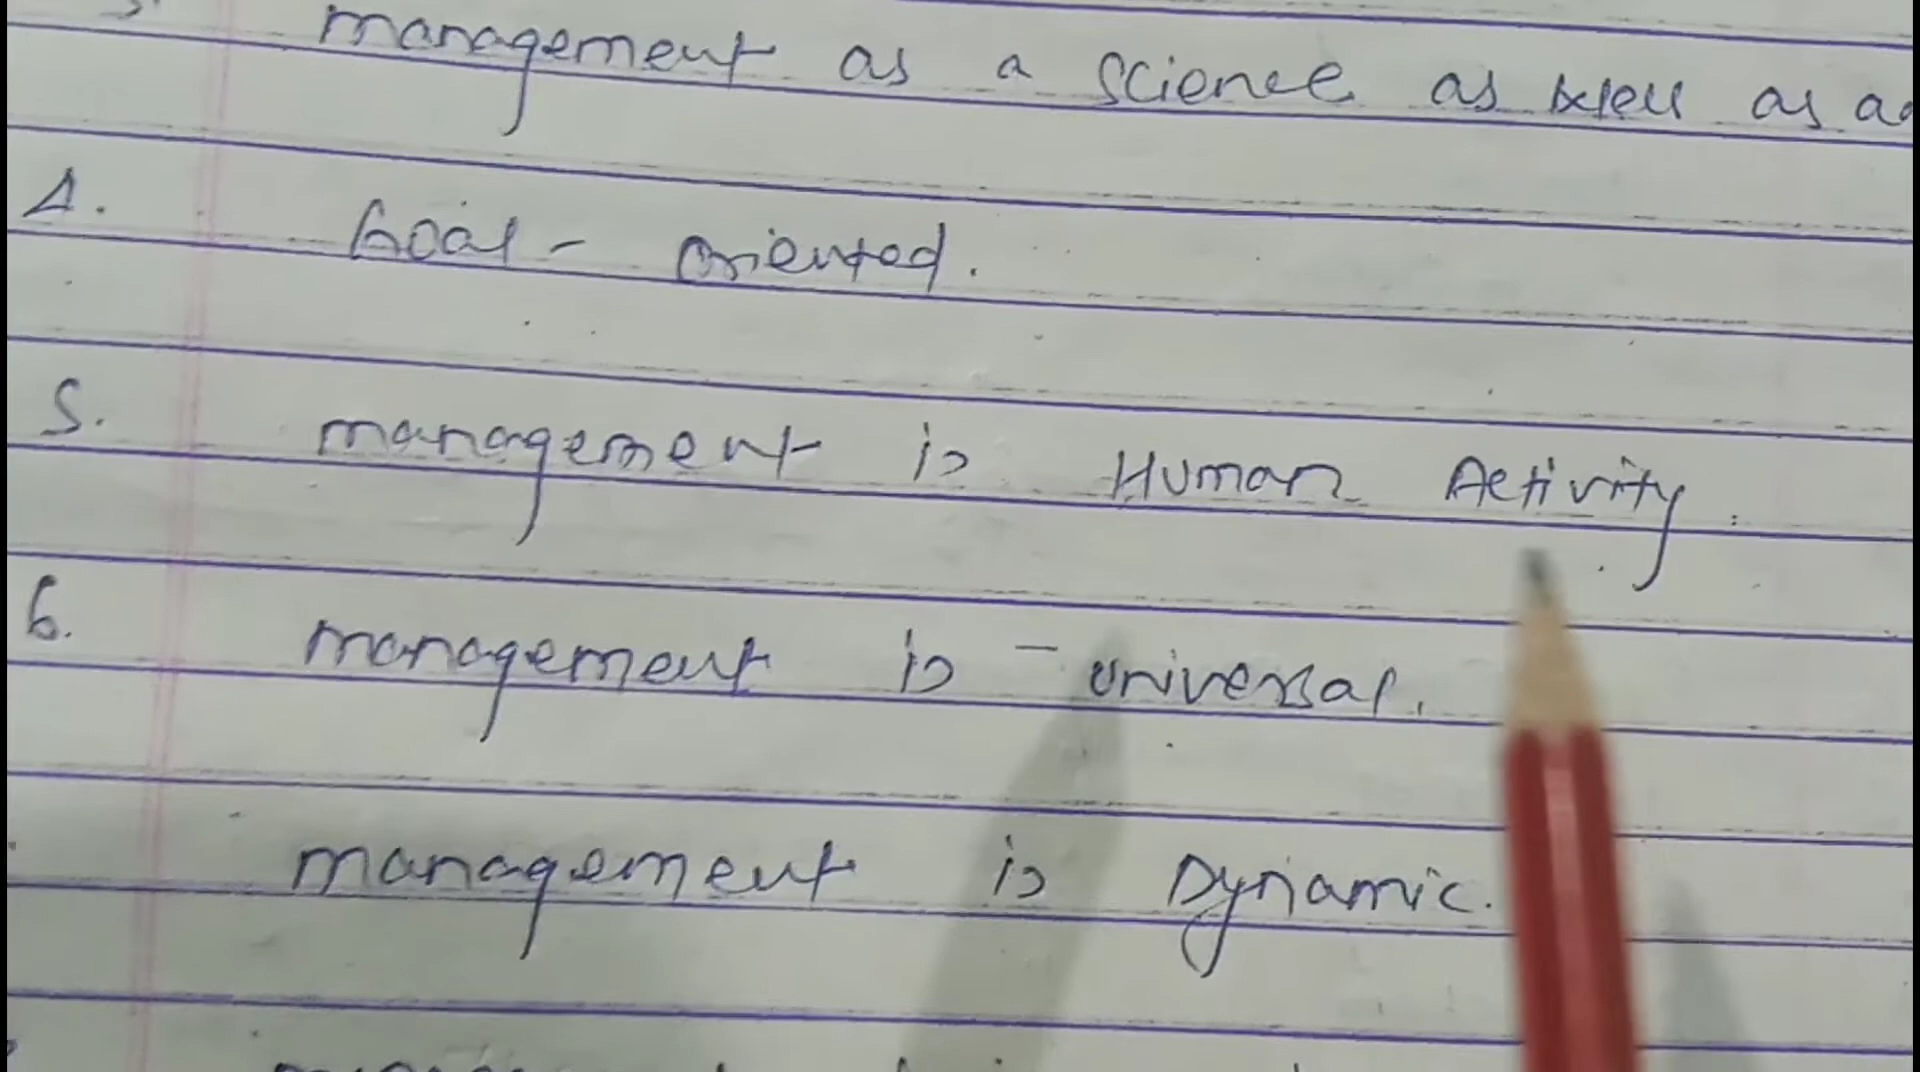 3. management as a science as well as
4. Goal - oriented.
5. management is Human Activity.
6. management is - universal.
management is Dynamic.